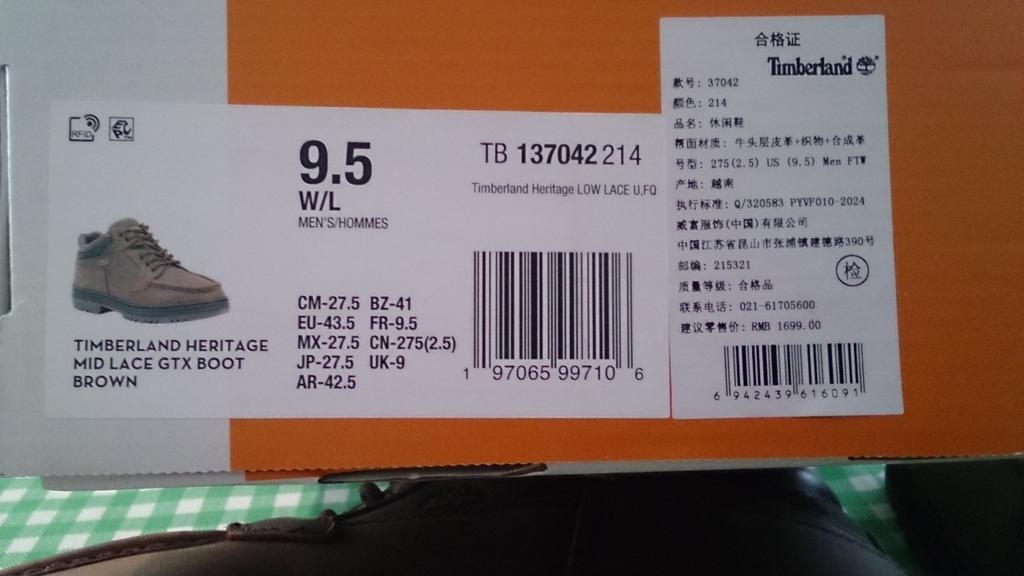 RFID
9.5
W/L
MEN'S/HOMMES
TB 137042 214
Timberland Heritage LOW LACE U,FQ
TIMBERLAND HERITAGE
MID LACE GTX BOOT
BROWN
CM-27.5 BZ-41
EU-43.5 FR-9.5
MX-27.5 CN-275(2.5)
JP-27.5 UK-9
AR-42.5
1 97065 99710 6
合格证
Timberland
款号: 37042
颜色: 214
品名: 休闲鞋
帮面材质: 牛头层皮革+织物+合成革
号型: 275(2.5) US (9.5) Men FTW
产地: 越南
执行标准: Q/320583 PYVF010-2024
威富服饰(中国)有限公司
中国江苏省昆山市张浦镇建德路390号
邮编: 215321
检
质量等级: 合格品
联系电话: 021-61705600
建议零售价: RMB 1699.00
6 942439 616091